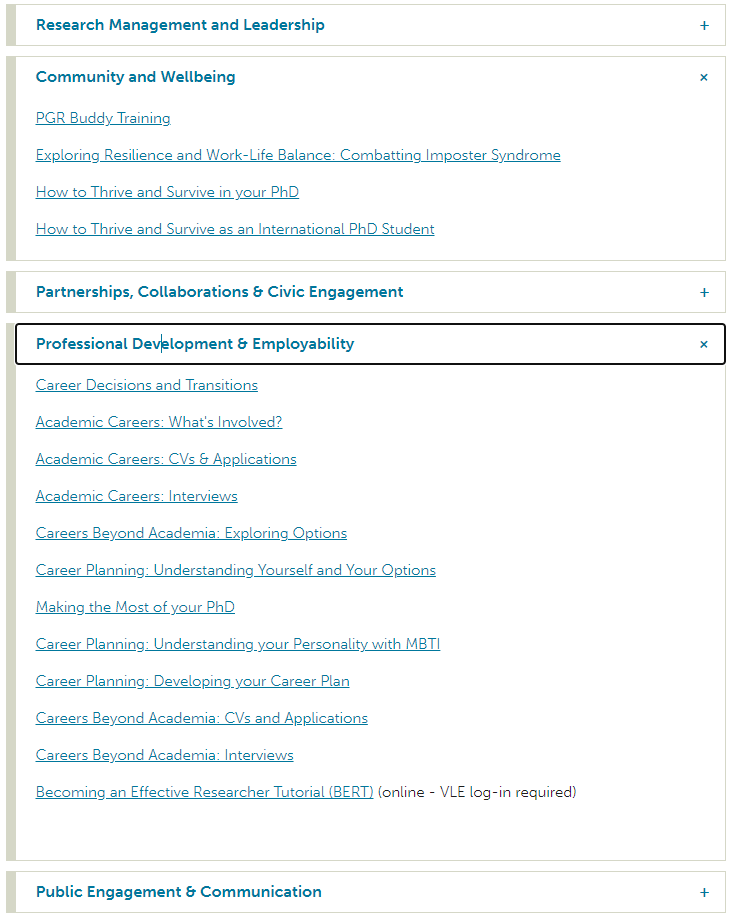 Research Management and Leadership +
Community and Wellbeing ×
PGR Buddy Training
Exploring Resilience and Work-Life Balance: Combatting Imposter Syndrome
How to Thrive and Survive in your PhD
How to Thrive and Survive as an International PhD Student
Partnerships, Collaborations & Civic Engagement +
Professional Development & Employability ×
Career Decisions and Transitions
Academic Careers: What's Involved?
Academic Careers: CVs & Applications
Academic Careers: Interviews
Careers Beyond Academia: Exploring Options
Career Planning: Understanding Yourself and Your Options
Making the Most of your PhD
Career Planning: Understanding your Personality with MBTI
Career Planning: Developing your Career Plan
Careers Beyond Academia: CVs and Applications
Careers Beyond Academia: Interviews
Becoming an Effective Researcher Tutorial (BERT) (online - VLE log-in required)
Public Engagement & Communication +